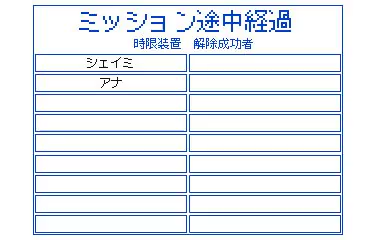 ミッション途中経過
時限装置　解除成功者
シェイミ
アナ